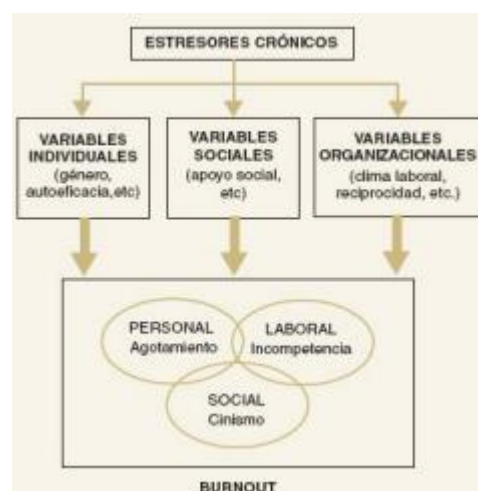 ESTRESORES CRÓNICOS
VARIABLES
INDIVIDUALES
(género,
autoeficacia,etc)
VARIABLES
SOCIALES
(apoyo social,
etc)
VARIABLES
ORGANIZACIONALES
(clima laboral,
reciprocidad, etc.)
PERSONAL
Agotamiento
LABORAL
Incompetencia
SOCIAL
Cinismo
BURNOUT